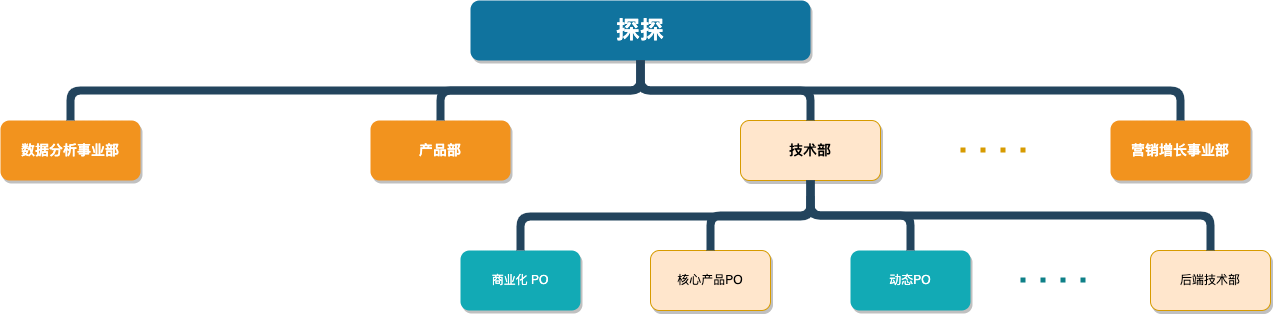 探探
数据分析事业部
产品部
技术部
营销增长事业部
商业化 PO
核心产品PO
动态PO
后端技术部